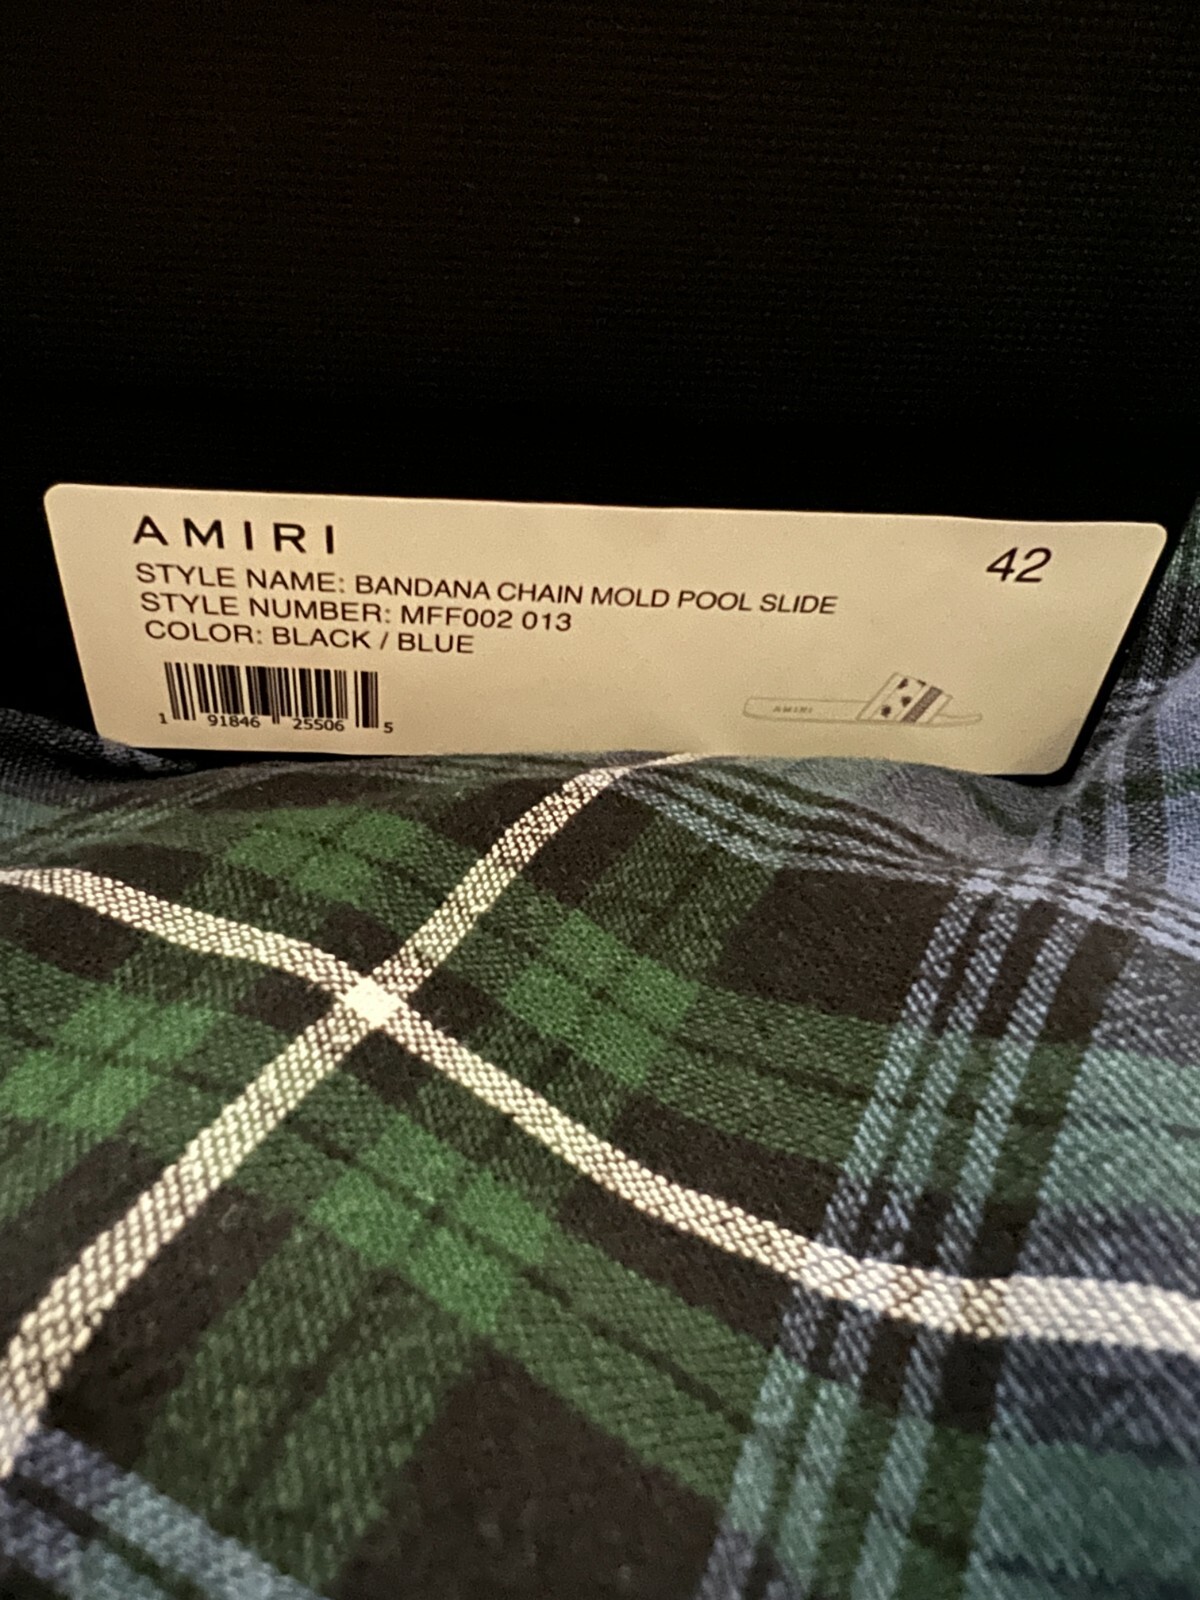 AMIRI
42
STYLE NAME: BANDANA CHAIN MOLD POOL SLIDE
STYLE NUMBER: MFF002 013
COLOR: BLACK / BLUE
1 91846 25506 5
AMIRI